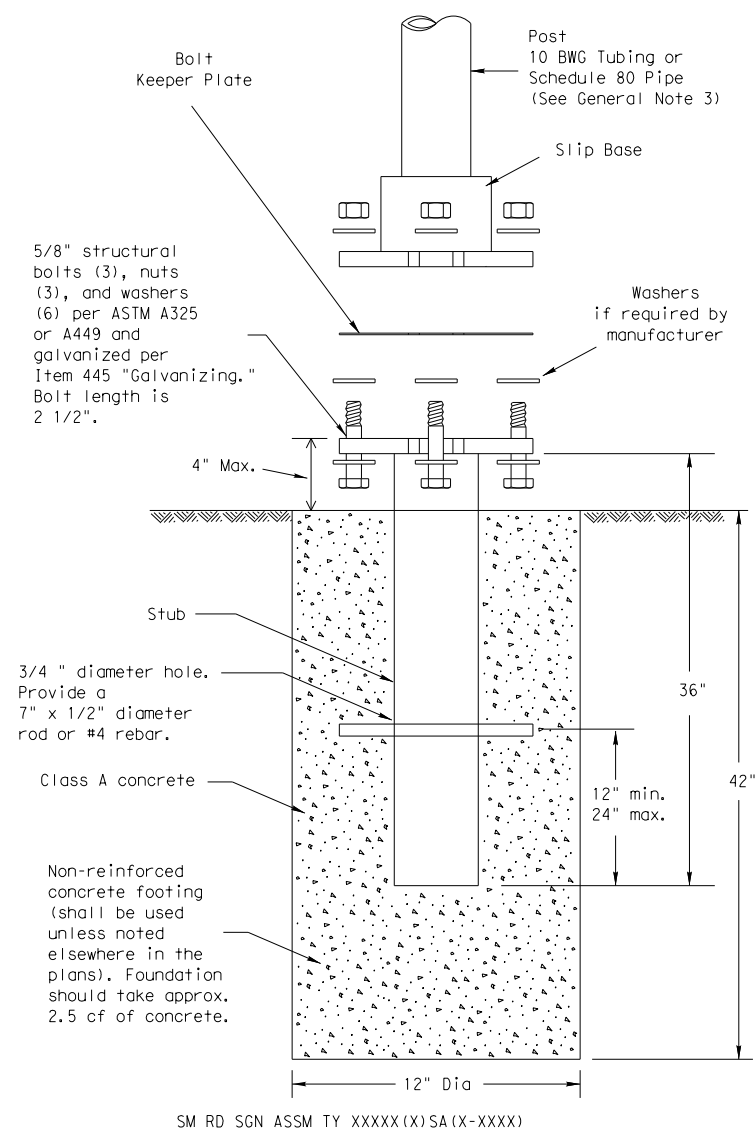 Post
10 BWG Tubing or
Schedule 80 Pipe
(See General Note 3)
Bolt
Keeper Plate
Slip Base
5/8" structural
bolts (3), nuts
(3), and washers
(6) per ASTM A325
or A449 and
galvanized per
Item 445 "Galvanizing."
Bolt length is
2 1/2".
Washers
if required by
manufacturer
4" Max.
Stub
3/4 " diameter hole.
Provide a
7" x 1/2" diameter
rod or #4 rebar.
36"
Class A concrete
12" min.
24" max.
42"
Non-reinforced
concrete footing
(shall be used
unless noted
elsewhere in the
plans). Foundation
should take approx.
2.5 cf of concrete.
12" Dia
SM RD SGN ASSM TY XXXXX(X)SA(X-XXXX)